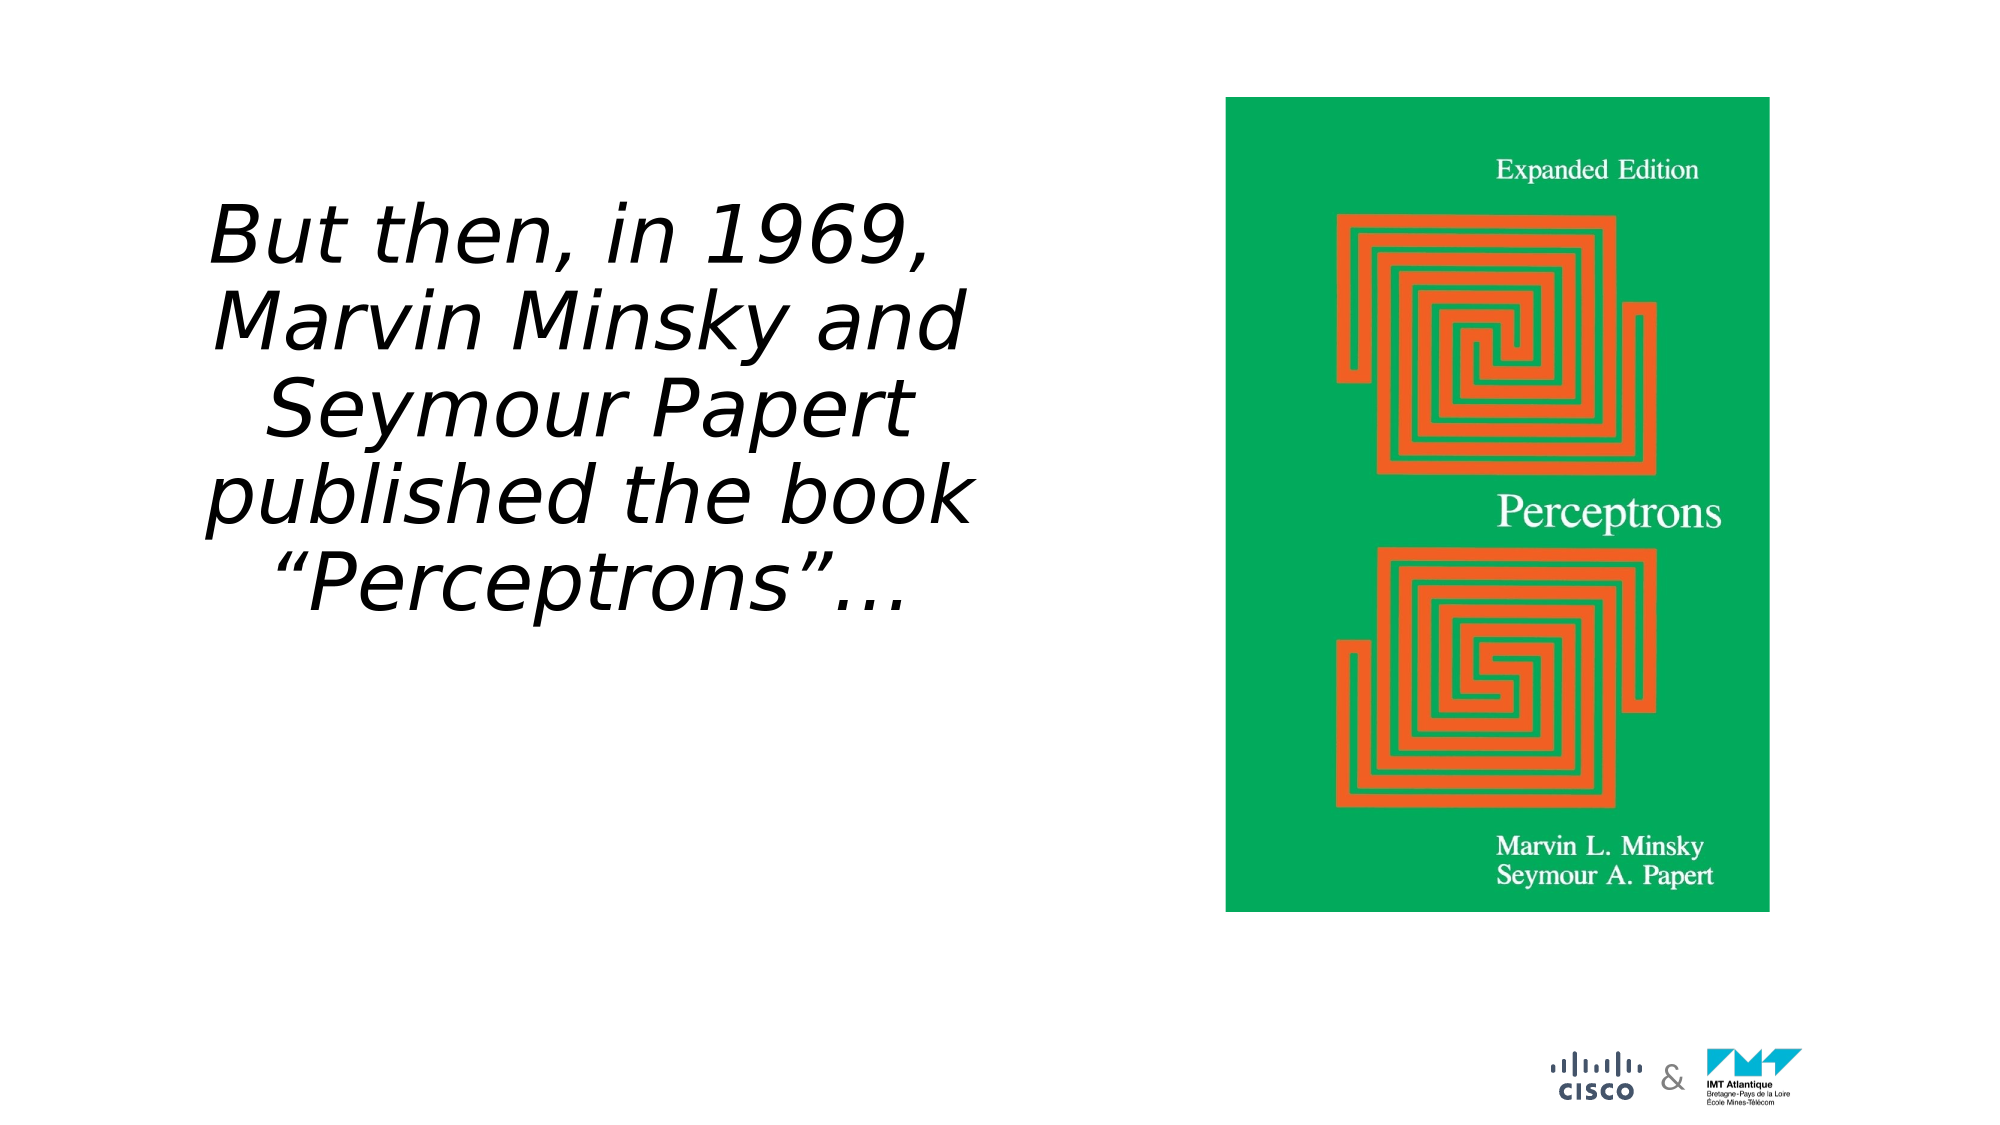 But then, in 1969,
Marvin Minsky and
Seymour Papert
published the book
“Perceptrons”...
Expanded Edition
Perceptrons
Marvin L. Minsky
Seymour A. Papert
CISCO
&
IMT Atlantique
Bretagne-Pays de la Loire
École Mines-Télécom